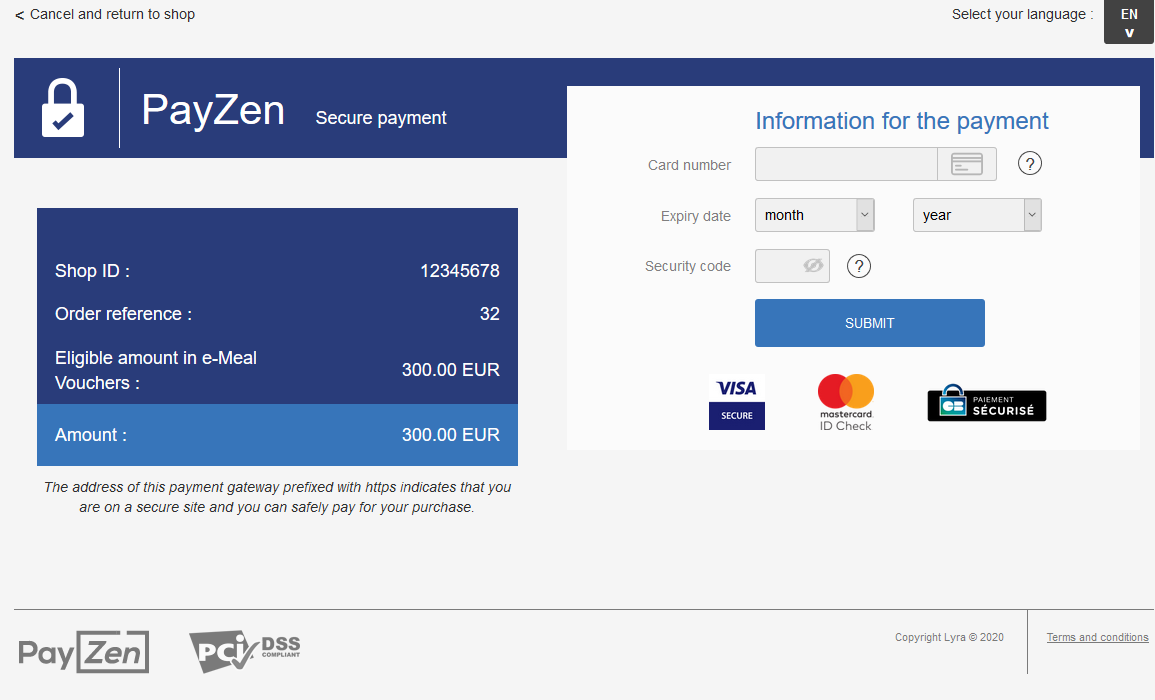 < Cancel and return to shop
Select your language :
EN
v
PayZen
Secure payment
Information for the payment
Card number
?
Expiry date
month
year
Security code
?
SUBMIT
VISA
SECURE
mastercard.
ID Check
CB
PAIEMENT
SÉCURISÉ
Shop ID :
12345678
Order reference :
32
Eligible amount in e-Meal
Vouchers :
300.00 EUR
Amount :
300.00 EUR
The address of this payment gateway prefixed with https indicates that you
are on a secure site and you can safely pay for your purchase.
PayZen
PCi
DSS
COMPLIANT
Copyright Lyra © 2020
Terms and conditions